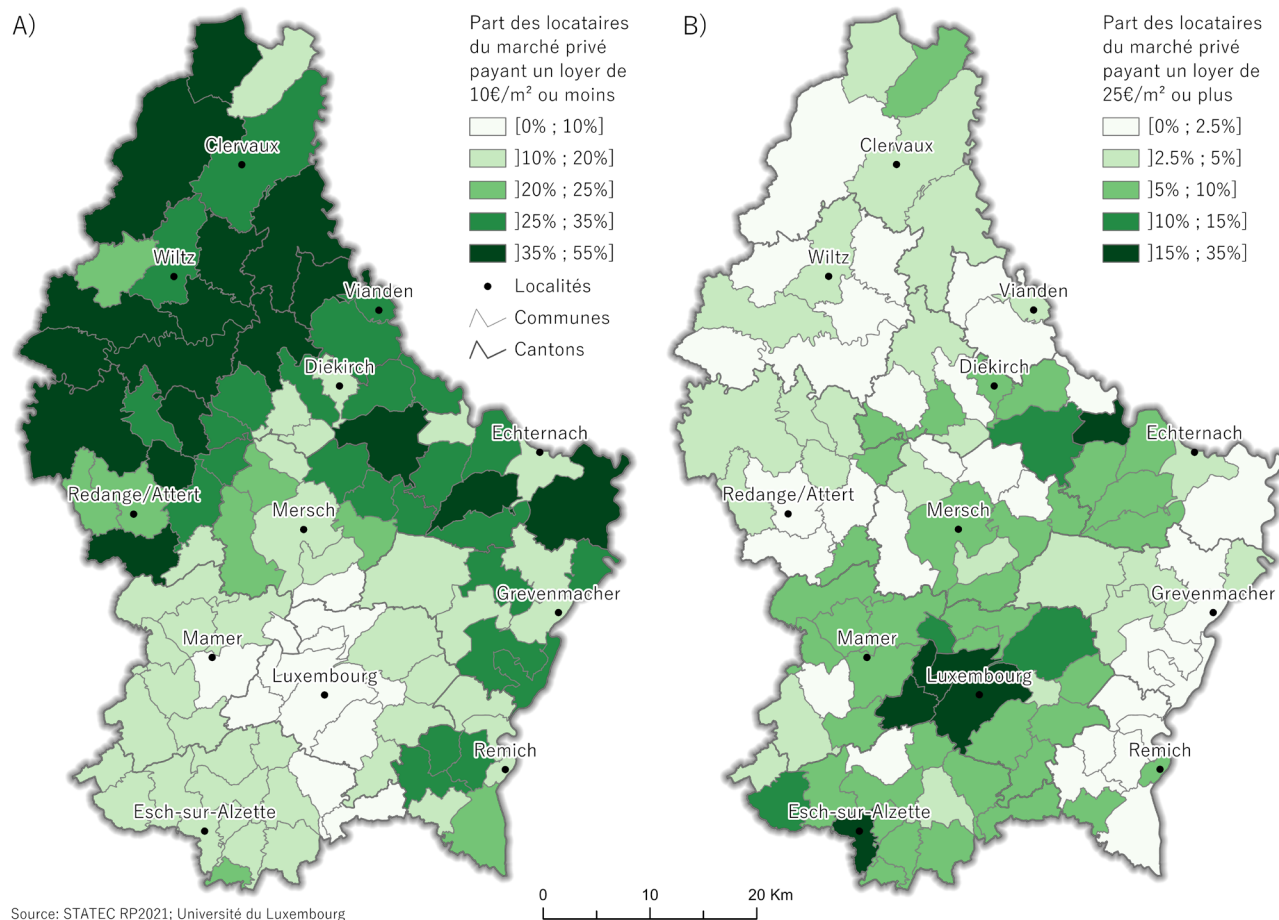 A)
Part des locataires
du marché privé
payant un loyer de
10€/m² ou moins
[0% ; 10%]
]10% ; 20%]
]20% ; 25%]
]25% ; 35%]
]35% ; 55%]
Localités
Communes
Cantons
Clervaux
Wiltz
Vianden
Diekirch
Echternach
Redange/Attert
Mersch
Grevenmacher
Mamer
Luxembourg
Remich
Esch-sur-Alzette
B)
Part des locataires
du marché privé
payant un loyer de
25€/m² ou plus
[0% ; 2.5%]
]2.5% ; 5%]
]5% ; 10%]
]10% ; 15%]
]15% ; 35%]
Clervaux
Wiltz
Vianden
Diekirch
Echternach
Redange/Attert
Mersch
Grevenmacher
Mamer
Luxembourg
Remich
Esch-sur-Alzette
0 10 20 Km
Source: STATEC RP2021; Université du Luxembourg